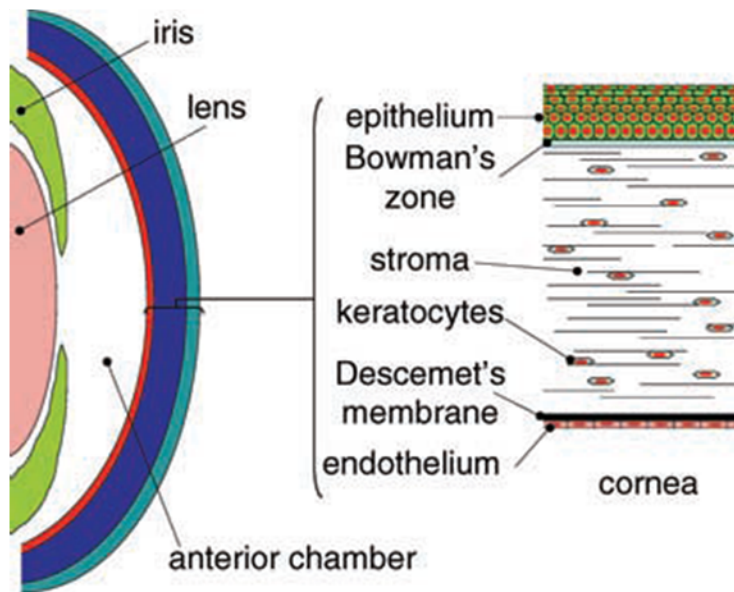 iris
lens
epithelium
Bowman's
zone
stroma
keratocytes
Descemet's
membrane
endothelium
cornea
anterior chamber